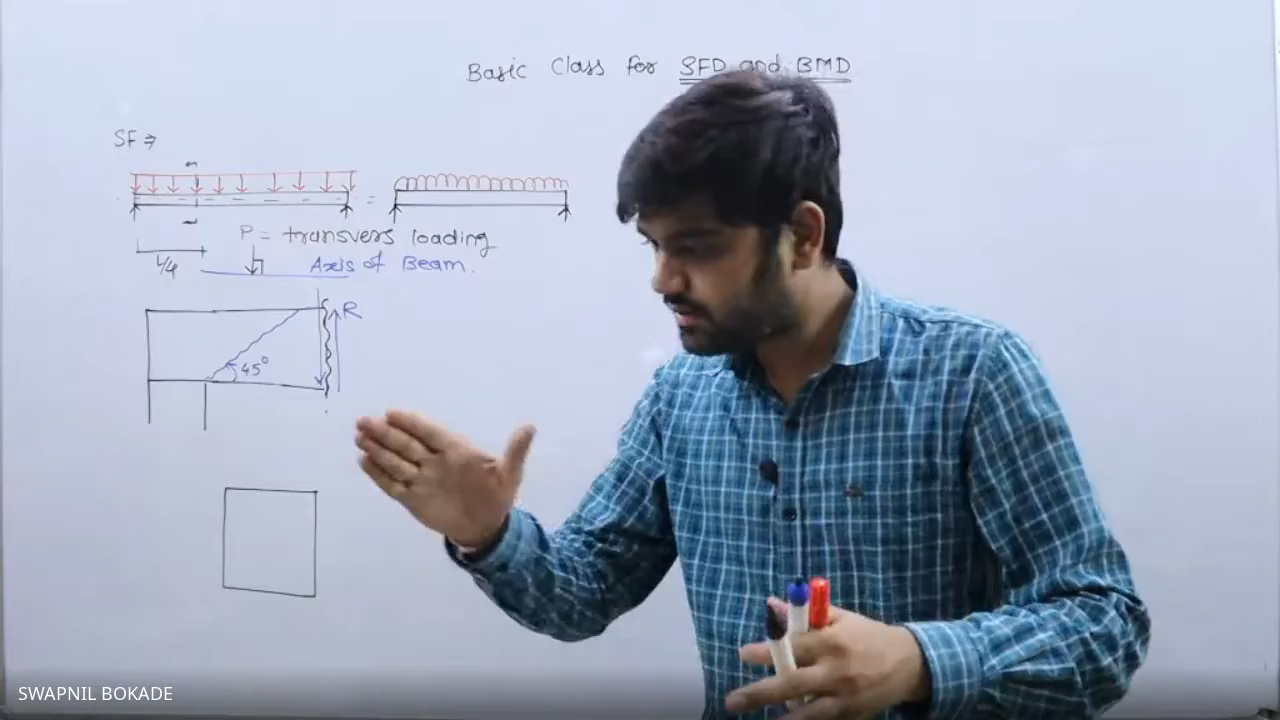 Basic Class for SFD and BMD
SF ⇒
P = transvers loading
L/4
Axis of Beam.
R
45°
SWAPNIL BOKADE